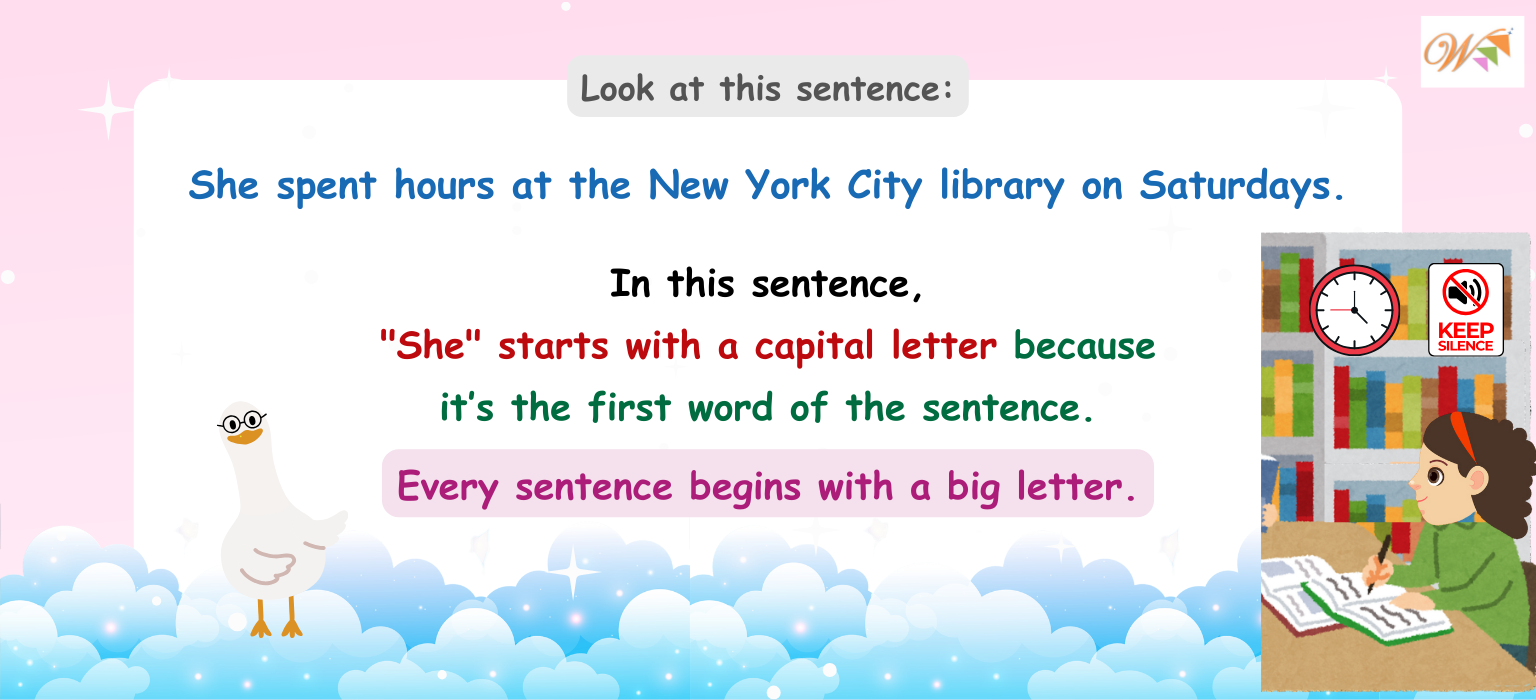 W
Look at this sentence:
She spent hours at the New York City library on Saturdays.
In this sentence,
"She" starts with a capital letter because
it's the first word of the sentence.
Every sentence begins with a big letter.
KEEP
SILENCE